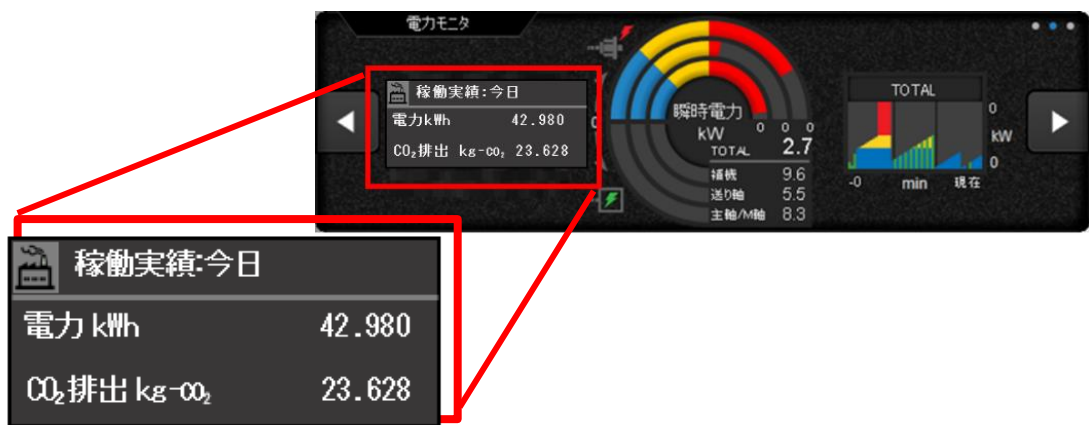 電力モニタ
稼働実績:今日
電力kWh 42.980
CO₂排出 kg-co₂ 23.628
瞬時電力
kW 0 0 0
TOTAL 2.7
補機 9.6
送り軸 5.5
主軸/M軸 8.3
TOTAL
0
kW
0
-0 min 現在
稼働実績:今日
電力 kWh 42.980
CO₂排出 kg-co₂ 23.628